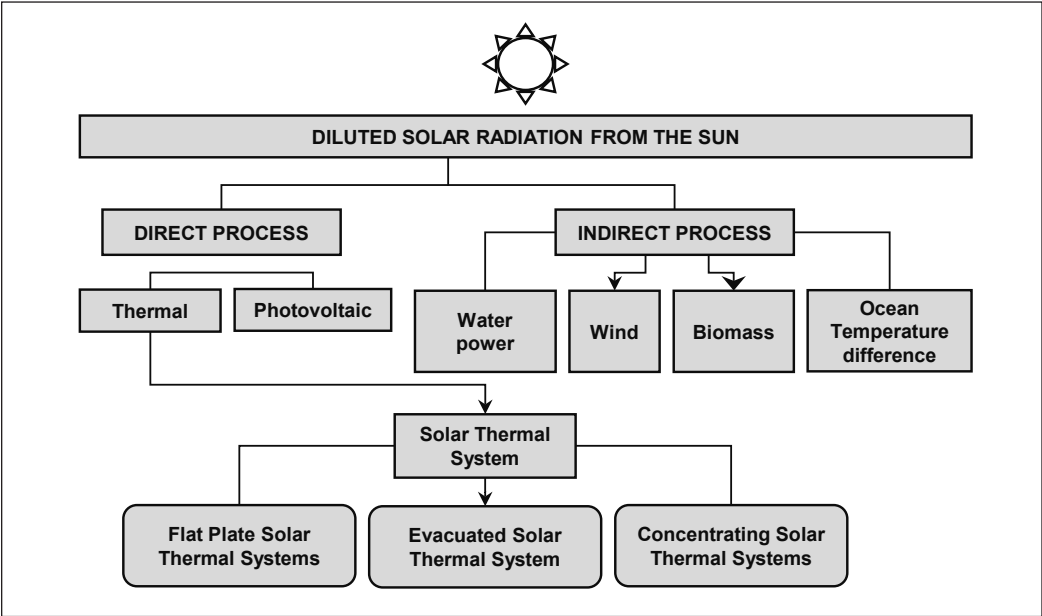 DILUTED SOLAR RADIATION FROM THE SUN
DIRECT PROCESS
INDIRECT PROCESS
Thermal
Photovoltaic
Water
power
Wind
Biomass
Ocean
Temperature
difference
Solar Thermal
System
Flat Plate Solar
Thermal Systems
Evacuated Solar
Thermal System
Concentrating Solar
Thermal Systems